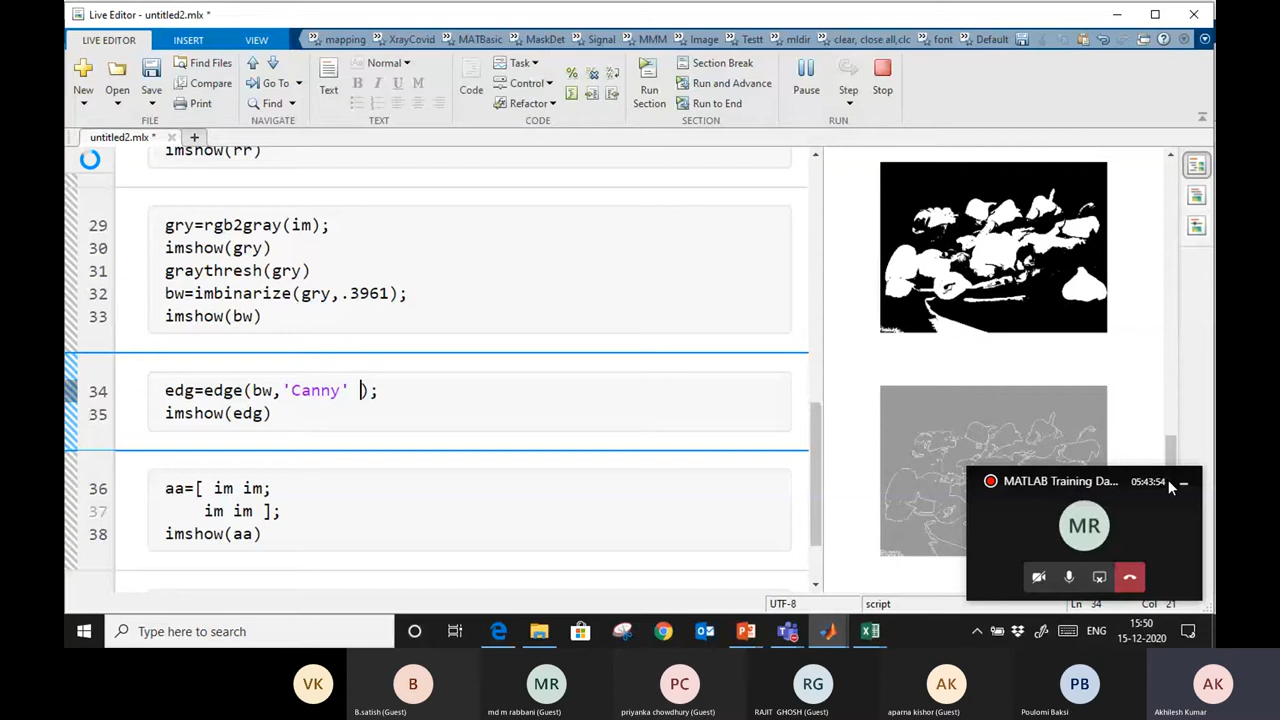 Live Editor - untitled2.mlx *
LIVE EDITOR INSERT VIEW mapping XrayCovid MATBasic MaskDet Signal MMM Image Testt mldir clear, close all,clc font Default
New Open Save Find Files Compare Print
Go To Find
Text Normal B I U M
Code Task Control Refactor
Run Section Section Break Run and Advance Run to End
Pause Step Stop
FILE NAVIGATE TEXT CODE SECTION RUN
untitled2.mlx *
imshow(rr)
29 gry=rgb2gray(im);
30 imshow(gry)
31 graythresh(gry)
32 bw=imbinarize(gry,.3961);
33 imshow(bw)
34 edg=edge(bw,'Canny' );
35 imshow(edg)
36 aa=[ im im;
37 im im ];
38 imshow(aa)
MATLAB Training Da... 05:43:54
MR
UTF-8 script Ln 34 Col 21
Type here to search
ENG 15:50
15-12-2020
VK B MR PC RG AK PB AK
B.satish (Guest) md m rabbani (Guest) priyanka chowdhury (Guest) RAJIT GHOSH (Guest) aparna kishor (Guest) Poulomi Baksi Akhilesh Kumar